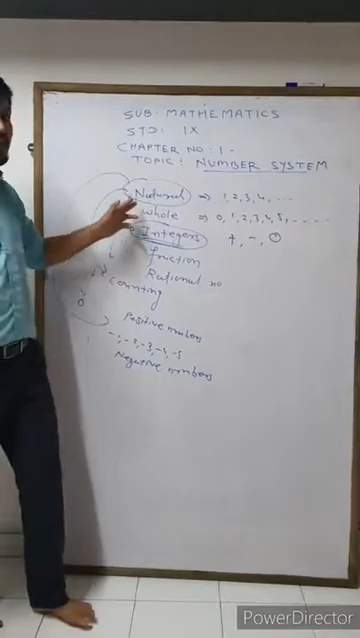 SUB: MATHEMATICS
STD: IX
CHAPTER NO: 1.
TOPIC: NUMBER SYSTEM
Natural ⇒ 1, 2, 3, 4, ...
whole ⇒ 0, 1, 2, 3, 4, 5, ......
Integers +, -, 0
fraction
Rational no
Counting
0
Positive numbers
-1, -2, -3, -4, -5
Negative numbers
PowerDirector